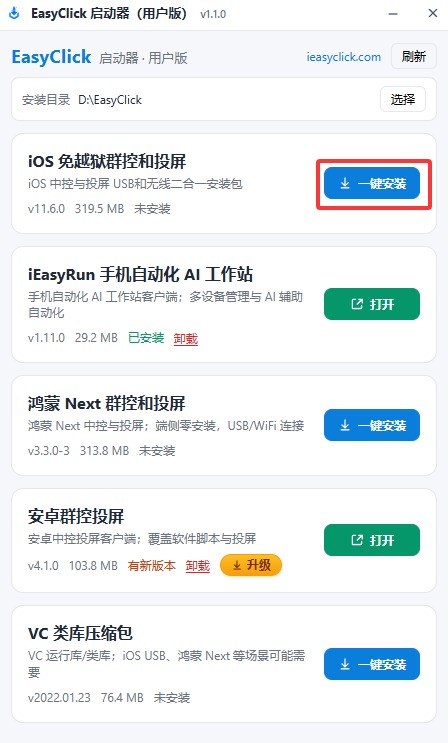 EasyClick 启动器（用户版） v1.1.0
EasyClick 启动器 · 用户版 ieasyclick.com 刷新
安装目录 D:\EasyClick 选择
iOS 免越狱群控和投屏
iOS 中控与投屏 USB和无线二合一安装包
v11.6.0 319.5 MB 未安装
一键安装
iEasyRun 手机自动化 AI 工作站
手机自动化 AI 工作站客户端；多设备管理与 AI 辅助
自动化
v1.11.0 29.2 MB 已安装 卸载
打开
鸿蒙 Next 群控和投屏
鸿蒙 Next 中控与投屏；端侧零安装，USB/WiFi 连接
v3.3.0-3 313.8 MB 未安装
一键安装
安卓群控投屏
安卓中控投屏客户端；覆盖软件脚本与投屏
v4.1.0 103.8 MB 有新版本 卸载 升级
打开
VC 类库压缩包
VC 运行库/类库；iOS USB、鸿蒙 Next 等场景可能需
要
v2022.01.23 76.4 MB 未安装
一键安装